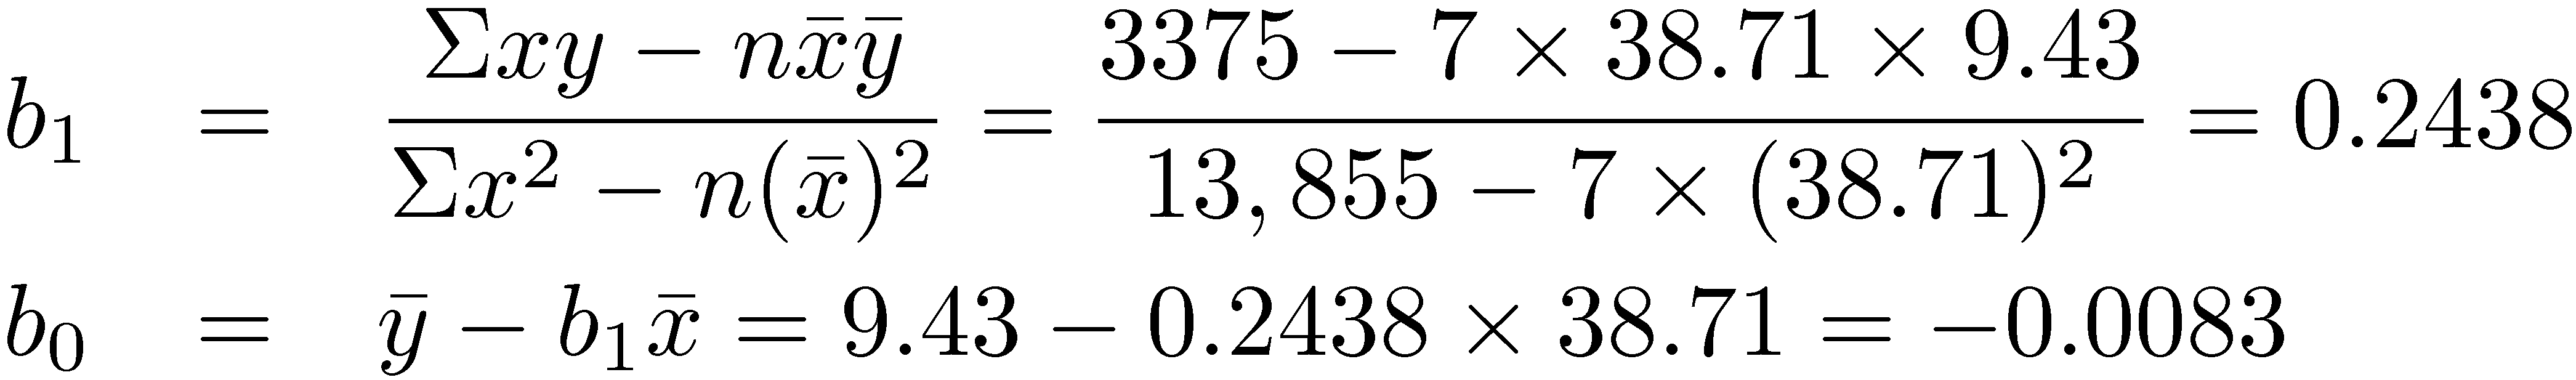 b₁ = (Σxy − nx̄ȳ) / (Σx² − n(x̄)²) = (3375 − 7 × 38.71 × 9.43) / (13,855 − 7 × (38.71)²) = 0.2438
b₀ = ȳ − b₁x̄ = 9.43 − 0.2438 × 38.71 = −0.0083